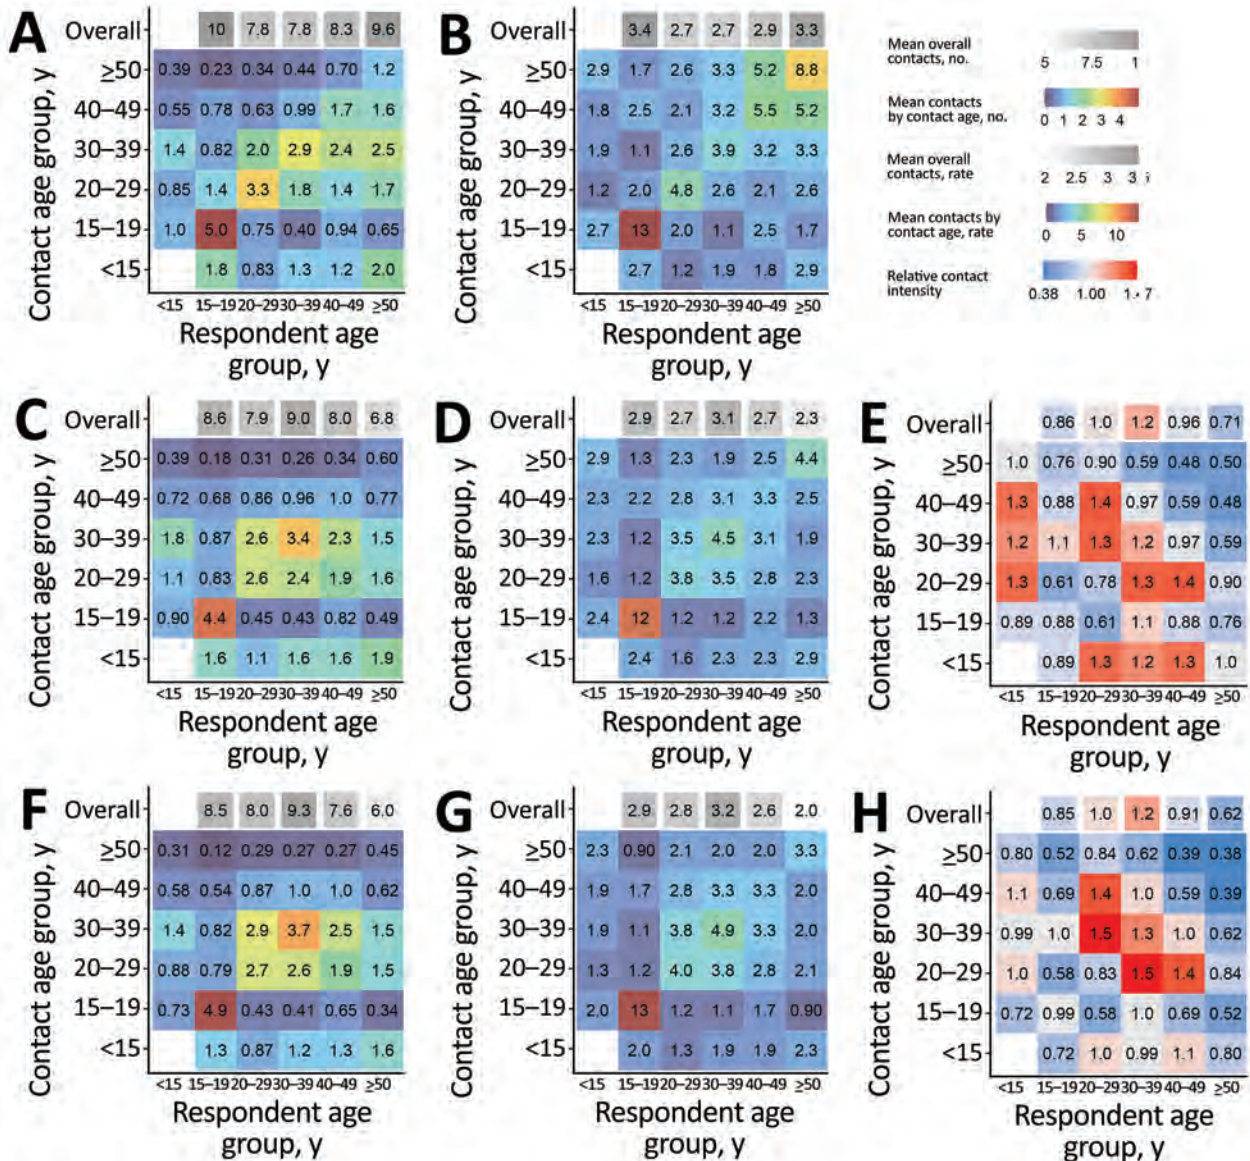 A
Contact age group, y
Overall 10 7.8 7.8 8.3 9.6
≥50 0.39 0.23 0.34 0.44 0.70 1.2
40–49 0.55 0.78 0.63 0.99 1.7 1.6
30–39 1.4 0.82 2.0 2.9 2.4 2.5
20–29 0.85 1.4 3.3 1.8 1.4 1.7
15–19 1.0 5.0 0.75 0.40 0.94 0.65
<15 1.8 0.83 1.3 1.2 2.0
<15 15–19 20–29 30–39 40–49 ≥50
Respondent age
group, y
B
Contact age group, y
Overall 3.4 2.7 2.7 2.9 3.3
≥50 2.9 1.7 2.6 3.3 5.2 8.8
40–49 1.8 2.5 2.1 3.2 5.5 5.2
30–39 1.9 1.1 2.6 3.9 3.2 3.3
20–29 1.2 2.0 4.8 2.6 2.1 2.6
15–19 2.7 13 2.0 1.1 2.5 1.7
<15 2.7 1.2 1.9 1.8 2.9
<15 15–19 20–29 30–39 40–49 ≥50
Respondent age
group, y
Mean overall
contacts, no.
5 7.5 1
Mean contacts
by contact age, no.
0 1 2 3 4
Mean overall
contacts, rate
2 2.5 3 3
Mean contacts by
contact age, rate
0 5 10
Relative contact
intensity
0.38 1.00 1.47
C
Contact age group, y
Overall 8.6 7.9 9.0 8.0 6.8
≥50 0.39 0.18 0.31 0.26 0.34 0.60
40–49 0.72 0.68 0.86 0.96 1.0 0.77
30–39 1.8 0.87 2.6 3.4 2.3 1.5
20–29 1.1 0.83 2.6 2.4 1.9 1.6
15–19 0.90 4.4 0.45 0.43 0.82 0.49
<15 1.6 1.1 1.6 1.6 1.9
<15 15–19 20–29 30–39 40–49 ≥50
Respondent age
group, y
D
Contact age group, y
Overall 2.9 2.7 3.1 2.7 2.3
≥50 2.9 1.3 2.3 1.9 2.5 4.4
40–49 2.3 2.2 2.8 3.1 3.3 2.5
30–39 2.3 1.2 3.5 4.5 3.1 1.9
20–29 1.6 1.2 3.8 3.5 2.8 2.3
15–19 2.4 12 1.2 1.2 2.2 1.3
<15 2.4 1.6 2.3 2.3 2.9
<15 15–19 20–29 30–39 40–49 ≥50
Respondent age
group, y
E
Contact age group, y
Overall 0.86 1.0 1.2 0.96 0.71
≥50 1.0 0.76 0.90 0.59 0.48 0.50
40–49 1.3 0.88 1.4 0.97 0.59 0.48
30–39 1.2 1.1 1.3 1.2 0.97 0.59
20–29 1.3 0.61 0.78 1.3 1.4 0.90
15–19 0.89 0.88 0.61 1.1 0.88 0.76
<15 0.89 1.3 1.2 1.3 1.0
<15 15–19 20–29 30–39 40–49 ≥50
Respondent age
group, y
F
Contact age group, y
Overall 8.5 8.0 9.3 7.6 6.0
≥50 0.31 0.12 0.29 0.27 0.27 0.45
40–49 0.58 0.54 0.87 1.0 1.0 0.62
30–39 1.4 0.82 2.9 3.7 2.5 1.5
20–29 0.88 0.79 2.7 2.6 1.9 1.5
15–19 0.73 4.9 0.43 0.41 0.65 0.34
<15 1.3 0.87 1.2 1.3 1.6
<15 15–19 20–29 30–39 40–49 ≥50
Respondent age
group, y
G
Contact age group, y
Overall 2.9 2.8 3.2 2.6 2.0
≥50 2.3 0.90 2.1 2.0 2.0 3.3
40–49 1.9 1.7 2.8 3.3 3.3 2.0
30–39 1.9 1.1 3.8 4.9 3.3 2.0
20–29 1.3 1.2 4.0 3.8 2.8 2.1
15–19 2.0 13 1.2 1.1 1.7 0.90
<15 2.0 1.3 1.9 1.9 2.3
<15 15–19 20–29 30–39 40–49 ≥50
Respondent age
group, y
H
Contact age group, y
Overall 0.85 1.0 1.2 0.91 0.62
≥50 0.80 0.52 0.84 0.62 0.39 0.38
40–49 1.1 0.69 1.4 1.0 0.59 0.39
30–39 0.99 1.0 1.5 1.3 1.0 0.62
20–29 1.0 0.58 0.83 1.5 1.4 0.84
15–19 0.72 0.99 0.58 1.0 0.69 0.52
<15 0.72 1.0 0.99 1.1 0.80
<15 15–19 20–29 30–39 40–49 ≥50
Respondent age
group, y